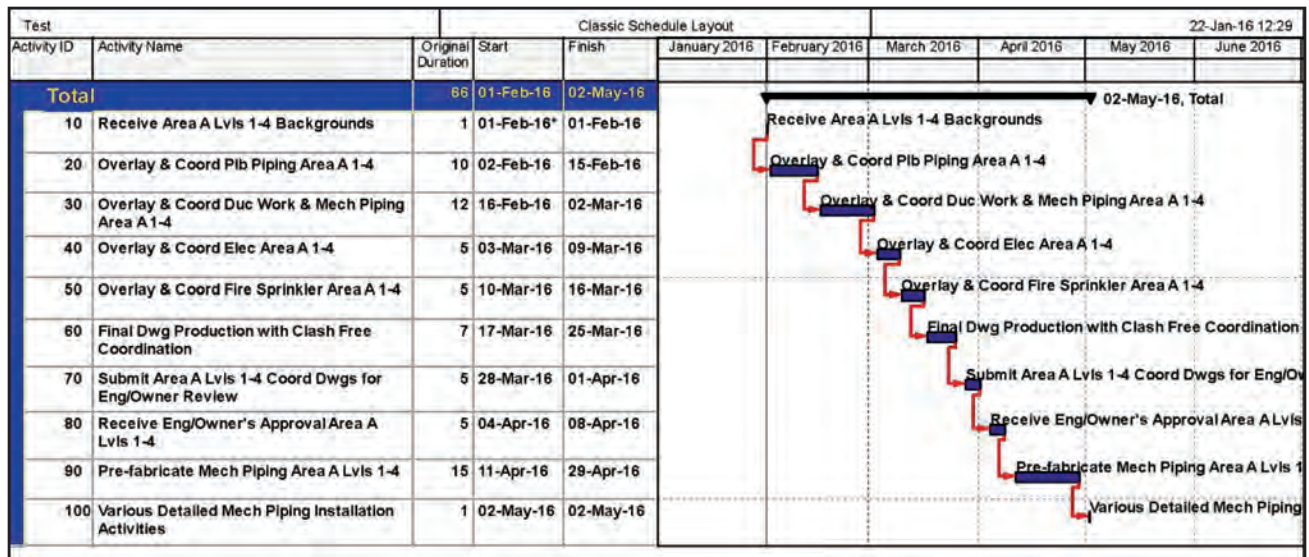 Test
Classic Schedule Layout
22-Jan-16 12:29
Activity ID
Activity Name
Original Duration
Start
Finish
January 2016
February 2016
March 2016
April 2016
May 2016
June 2016
Total 66 01-Feb-16 02-May-16
02-May-16, Total
10 Receive Area A Lvls 1-4 Backgrounds 1 01-Feb-16* 01-Feb-16
Receive Area A Lvls 1-4 Backgrounds
20 Overlay & Coord Plb Piping Area A 1-4 10 02-Feb-16 15-Feb-16
Overlay & Coord Plb Piping Area A 1-4
30 Overlay & Coord Duc Work & Mech Piping 12 16-Feb-16 02-Mar-16
Area A 1-4
Overlay & Coord Duc Work & Mech Piping Area A 1-4
40 Overlay & Coord Elec Area A 1-4 5 03-Mar-16 09-Mar-16
Overlay & Coord Elec Area A 1-4
50 Overlay & Coord Fire Sprinkler Area A 1-4 5 10-Mar-16 16-Mar-16
Overlay & Coord Fire Sprinkler Area A 1-4
60 Final Dwg Production with Clash Free 7 17-Mar-16 25-Mar-16
Coordination
Final Dwg Production with Clash Free Coordination
70 Submit Area A Lvls 1-4 Coord Dwgs for 5 28-Mar-16 01-Apr-16
Eng/Owner Review
Submit Area A Lvls 1-4 Coord Dwgs for Eng/Ow
80 Receive Eng/Owner's Approval Area A 5 04-Apr-16 08-Apr-16
Lvls 1-4
Receive Eng/Owner's Approval Area A Lvls
90 Pre-fabricate Mech Piping Area A Lvls 1-4 15 11-Apr-16 29-Apr-16
Pre-fabricate Mech Piping Area A Lvls 1
100 Various Detailed Mech Piping Installation 1 02-May-16 02-May-16
Activities
Various Detailed Mech Piping